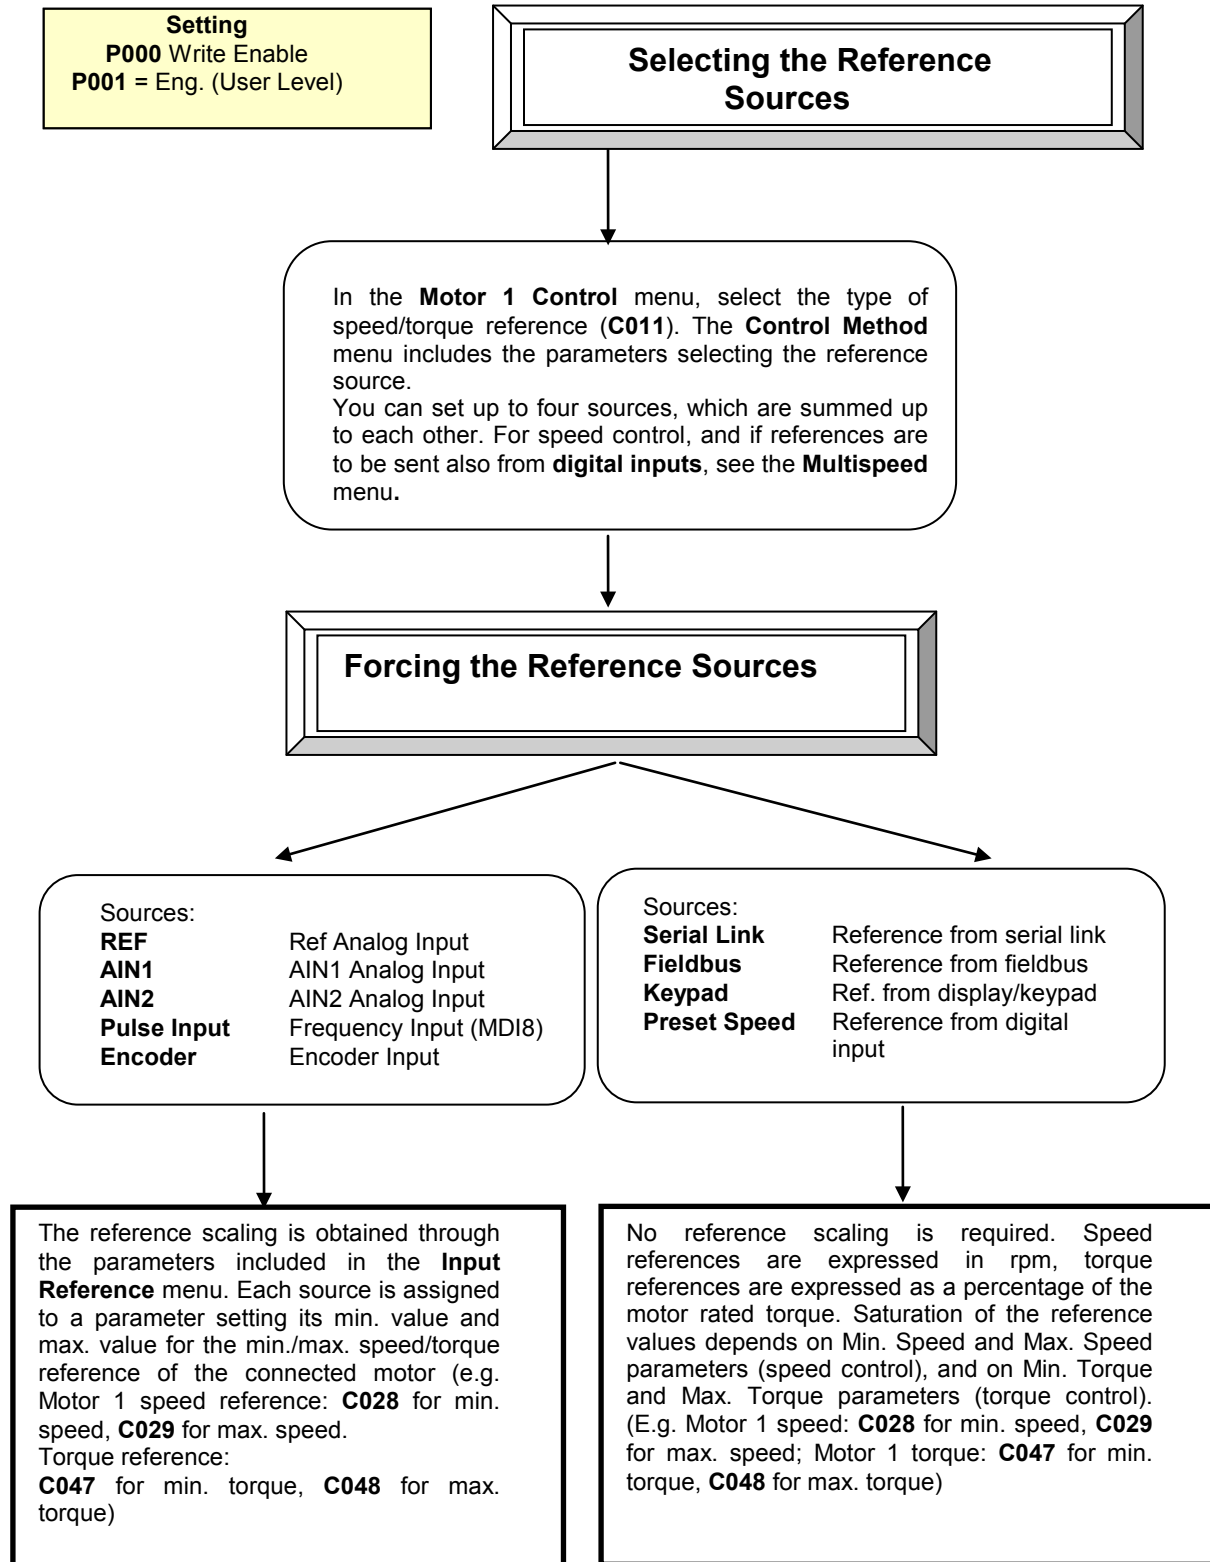 Setting
P000 Write Enable
P001 = Eng. (User Level)
Selecting the Reference
Sources
In the Motor 1 Control menu, select the type of
speed/torque reference (C011). The Control Method
menu includes the parameters selecting the reference
source.
You can set up to four sources, which are summed up
to each other. For speed control, and if references are
to be sent also from digital inputs, see the Multispeed
menu.
Forcing the Reference Sources
Sources:
REF Ref Analog Input
AIN1 AIN1 Analog Input
AIN2 AIN2 Analog Input
Pulse Input Frequency Input (MDI8)
Encoder Encoder Input
Sources:
Serial Link Reference from serial link
Fieldbus Reference from fieldbus
Keypad Ref. from display/keypad
Preset Speed Reference from digital
input
The reference scaling is obtained through
the parameters included in the Input
Reference menu. Each source is assigned
to a parameter setting its min. value and
max. value for the min./max. speed/torque
reference of the connected motor (e.g.
Motor 1 speed reference: C028 for min.
speed, C029 for max. speed.
Torque reference:
C047 for min. torque, C048 for max.
torque)
No reference scaling is required. Speed
references are expressed in rpm, torque
references are expressed as a percentage of the
motor rated torque. Saturation of the reference
values depends on Min. Speed and Max. Speed
parameters (speed control), and on Min. Torque
and Max. Torque parameters (torque control).
(E.g. Motor 1 speed: C028 for min. speed, C029
for max. speed; Motor 1 torque: C047 for min.
torque, C048 for max. torque)